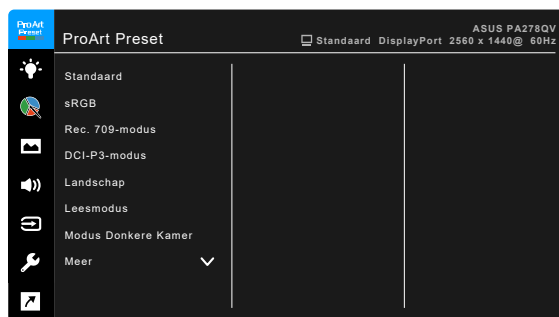 ProArt
Preset
ProArt Preset
ASUS PA278QV
Standaard DisplayPort 2560 x 1440@ 60Hz
Standaard
sRGB
Rec. 709-modus
DCI-P3-modus
Landschap
Leesmodus
Modus Donkere Kamer
Meer